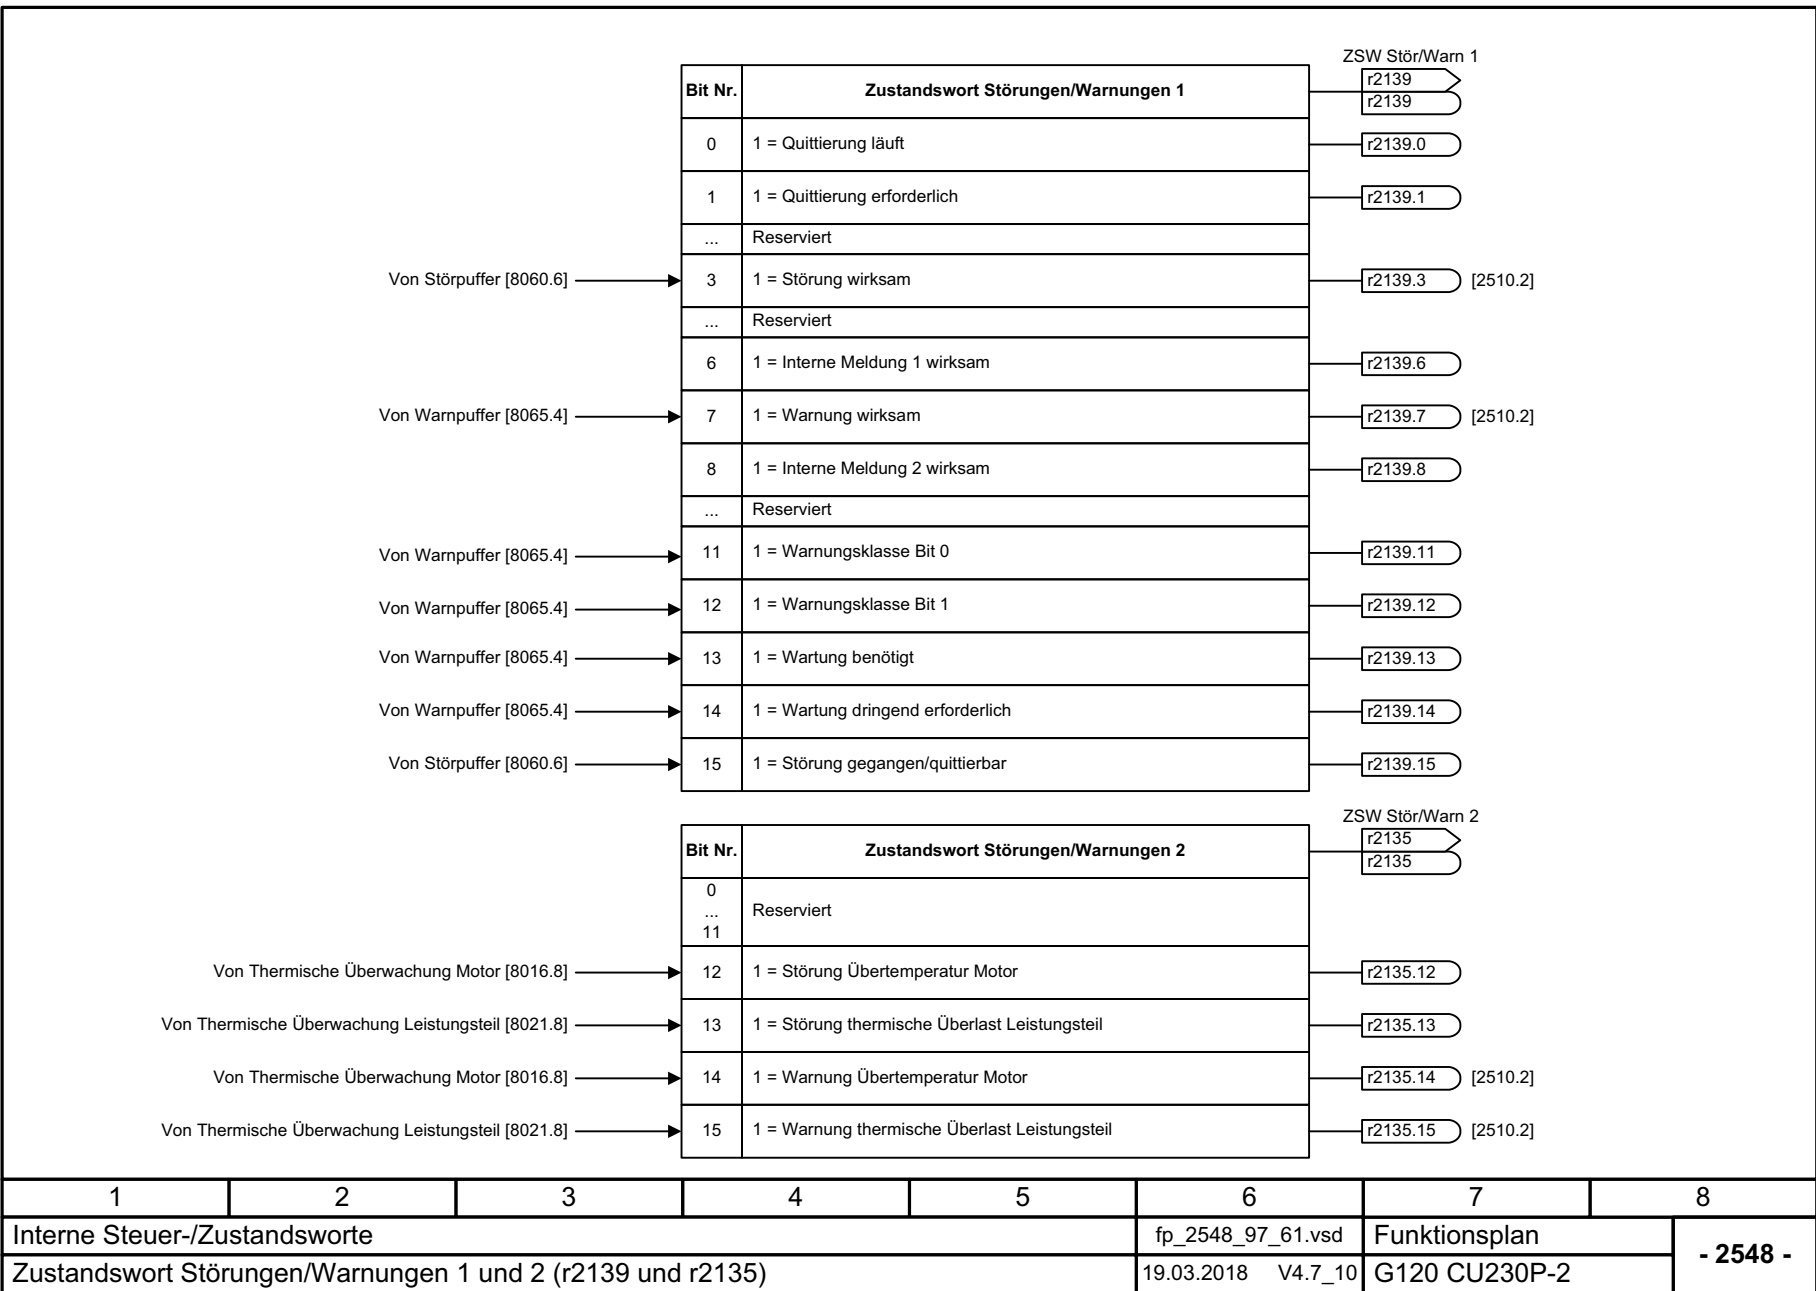 ZSW Stör/Warn 1
Bit Nr. Zustandswort Störungen/Warnungen 1 r2139
r2139
0 1 = Quittierung läuft r2139.0
1 1 = Quittierung erforderlich r2139.1
... Reserviert
Von Störpuffer [8060.6] 3 1 = Störung wirksam r2139.3 [2510.2]
... Reserviert
6 1 = Interne Meldung 1 wirksam r2139.6
Von Warnpuffer [8065.4] 7 1 = Warnung wirksam r2139.7 [2510.2]
8 1 = Interne Meldung 2 wirksam r2139.8
... Reserviert
Von Warnpuffer [8065.4] 11 1 = Warnungsklasse Bit 0 r2139.11
Von Warnpuffer [8065.4] 12 1 = Warnungsklasse Bit 1 r2139.12
Von Warnpuffer [8065.4] 13 1 = Wartung benötigt r2139.13
Von Warnpuffer [8065.4] 14 1 = Wartung dringend erforderlich r2139.14
Von Störpuffer [8060.6] 15 1 = Störung gegangen/quittierbar r2139.15
ZSW Stör/Warn 2
Bit Nr. Zustandswort Störungen/Warnungen 2 r2135
r2135
0
... Reserviert
11
Von Thermische Überwachung Motor [8016.8] 12 1 = Störung Übertemperatur Motor r2135.12
Von Thermische Überwachung Leistungsteil [8021.8] 13 1 = Störung thermische Überlast Leistungsteil r2135.13
Von Thermische Überwachung Motor [8016.8] 14 1 = Warnung Übertemperatur Motor r2135.14 [2510.2]
Von Thermische Überwachung Leistungsteil [8021.8] 15 1 = Warnung thermische Überlast Leistungsteil r2135.15 [2510.2]
1 2 3 4 5 6 7 8
Interne Steuer-/Zustandsworte fp_2548_97_61.vsd Funktionsplan - 2548 -
Zustandswort Störungen/Warnungen 1 und 2 (r2139 und r2135) 19.03.2018 V4.7_10 G120 CU230P-2